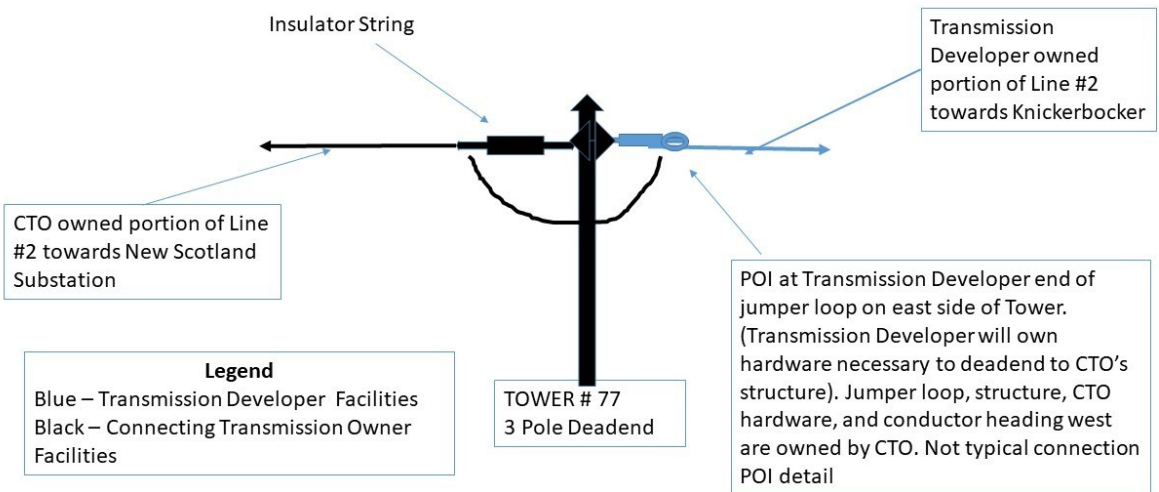 Insulator String
Transmission
Developer owned
portion of Line #2
towards Knickerbocker
CTO owned portion of Line
#2 towards New Scotland
Substation
POI at Transmission Developer end of
jumper loop on east side of Tower.
(Transmission Developer will own
hardware necessary to deadend to CTO's
structure). Jumper loop, structure, CTO
hardware, and conductor heading west
are owned by CTO. Not typical connection
POI detail
Legend
Blue – Transmission Developer Facilities
Black – Connecting Transmission Owner
Facilities
TOWER # 77
3 Pole Deadend